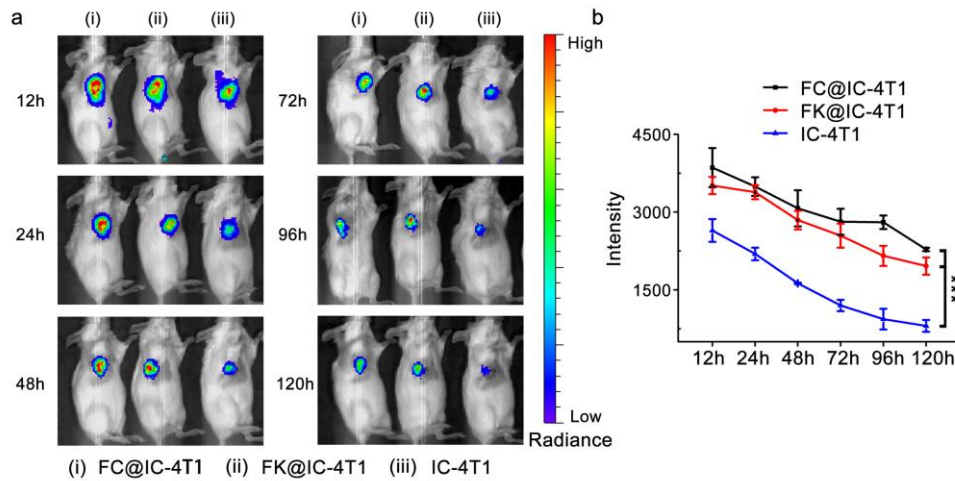 a
(i) (ii) (iii)
(i) (ii) (iii)
12h
24h
48h
72h
96h
120h
High
Low
Radiance
(i) FC@IC-4T1 (ii) FK@IC-4T1 (iii) IC-4T1
b
FC@IC-4T1
FK@IC-4T1
IC-4T1
Intensity
4500
3000
1500
12h 24h 48h 72h 96h 120h
***